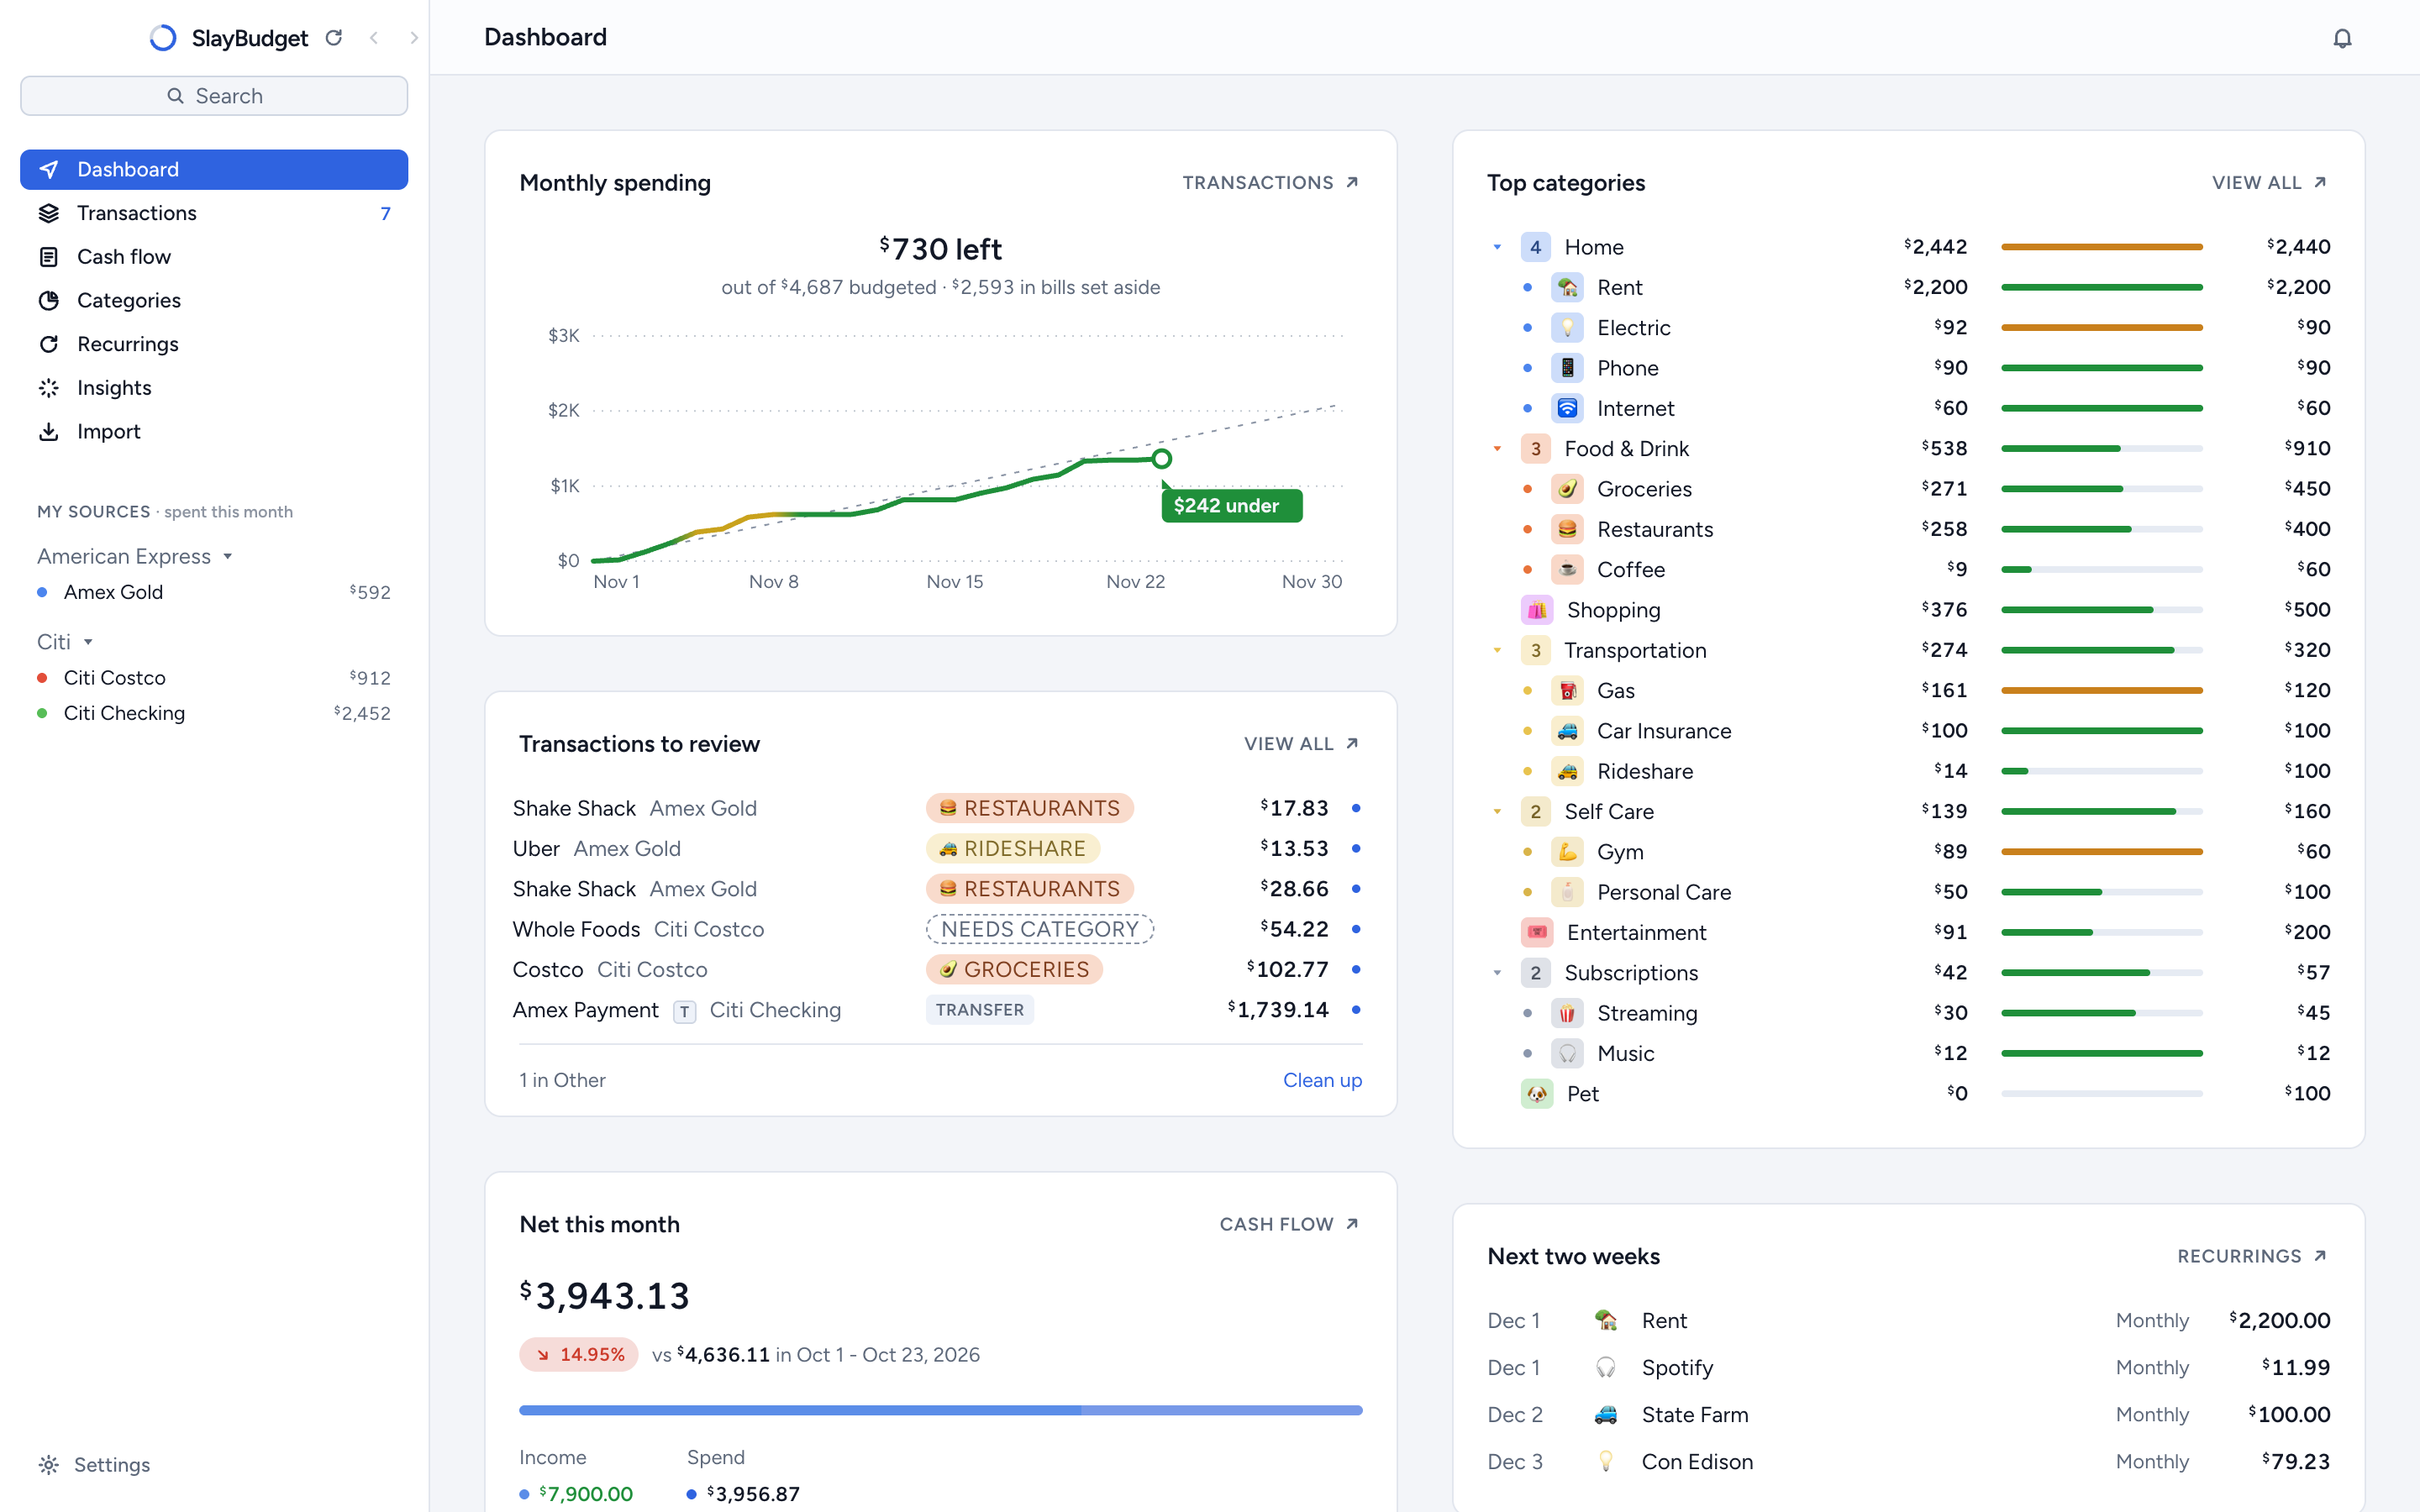 SlayBudget
Search
Dashboard
Transactions 7
Cash flow
Categories
Recurrings
Insights
Import
MY SOURCES · spent this month
American Express
Amex Gold $592
Citi
Citi Costco $912
Citi Checking $2,452
Settings
Dashboard
Monthly spending TRANSACTIONS
$730 left
out of $4,687 budgeted · $2,593 in bills set aside
$3K
$2K
$1K
$0
$242 under
Nov 1 Nov 8 Nov 15 Nov 22 Nov 30
Transactions to review VIEW ALL
Shake Shack Amex Gold RESTAURANTS $17.83
Uber Amex Gold RIDESHARE $13.53
Shake Shack Amex Gold RESTAURANTS $28.66
Whole Foods Citi Costco NEEDS CATEGORY $54.22
Costco Citi Costco GROCERIES $102.77
Amex Payment T Citi Checking TRANSFER $1,739.14
1 in Other Clean up
Net this month CASH FLOW
$3,943.13
14.95% vs $4,636.11 in Oct 1 - Oct 23, 2026
Income Spend
$7,900.00 $3,956.87
Top categories VIEW ALL
4 Home $2,442 $2,440
Rent $2,200 $2,200
Electric $92 $90
Phone $90 $90
Internet $60 $60
3 Food & Drink $538 $910
Groceries $271 $450
Restaurants $258 $400
Coffee $9 $60
Shopping $376 $500
3 Transportation $274 $320
Gas $161 $120
Car Insurance $100 $100
Rideshare $14 $100
2 Self Care $139 $160
Gym $89 $60
Personal Care $50 $100
Entertainment $91 $200
2 Subscriptions $42 $57
Streaming $30 $45
Music $12 $12
Pet $0 $100
Next two weeks RECURRINGS
Dec 1 Rent Monthly $2,200.00
Dec 1 Spotify Monthly $11.99
Dec 2 State Farm Monthly $100.00
Dec 3 Con Edison Monthly $79.23